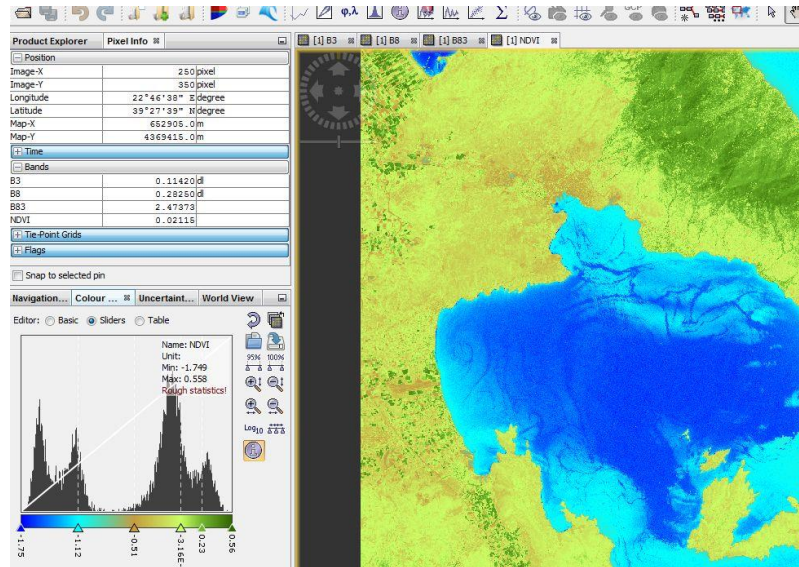 φ,λ Σ GCP
Product Explorer Pixel Info
[1] B3 [1] B8 [1] B83 [1] NDVI
Position
Image-X 250 pixel
Image-Y 350 pixel
Longitude 22°46'38" E degree
Latitude 39°27'39" N degree
Map-X 652905.0 m
Map-Y 4369415.0 m
Time
Bands
B3 0.11420 dl
B8 0.28250 dl
B83 2.47373
NDVI 0.02115
Tie-Point Grids
Flags
Snap to selected pin
Navigation... Colour ... Uncertaint... World View
Editor: Basic Sliders Table
Name: NDVI
Unit:
Min: -1.749
Max: 0.558
Rough statistics!
95% 100%
Log10
-1.75 -1.12 -0.51 -3.16E- 0.23 0.56